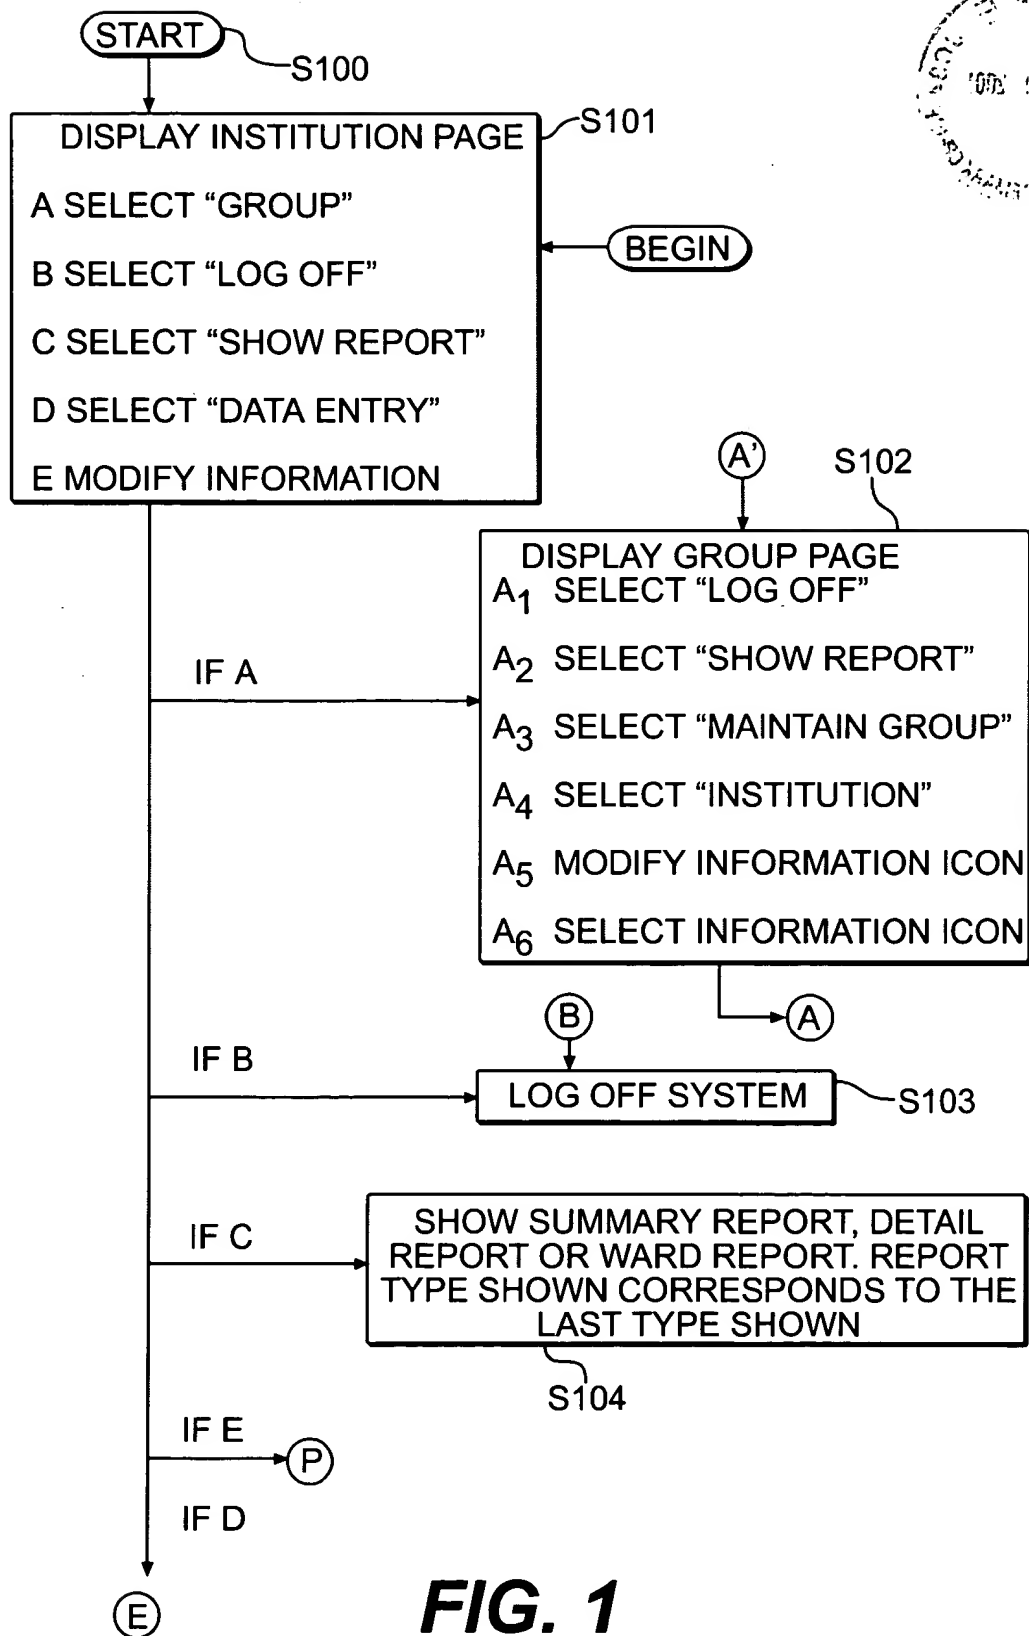 START
S100
DISPLAY INSTITUTION PAGE
S101
A SELECT “GROUP”
B SELECT “LOG OFF”
BEGIN
C SELECT “SHOW REPORT”
D SELECT “DATA ENTRY”
E MODIFY INFORMATION
A'
S102
DISPLAY GROUP PAGE
A1 SELECT “LOG OFF”
A2 SELECT “SHOW REPORT”
IF A
A3 SELECT “MAINTAIN GROUP”
A4 SELECT “INSTITUTION”
A5 MODIFY INFORMATION ICON
A6 SELECT INFORMATION ICON
B
A
IF B
LOG OFF SYSTEM
S103
IF C
SHOW SUMMARY REPORT, DETAIL
REPORT OR WARD REPORT. REPORT
TYPE SHOWN CORRESPONDS TO THE
LAST TYPE SHOWN
S104
IF E
P
IF D
E
FIG. 1